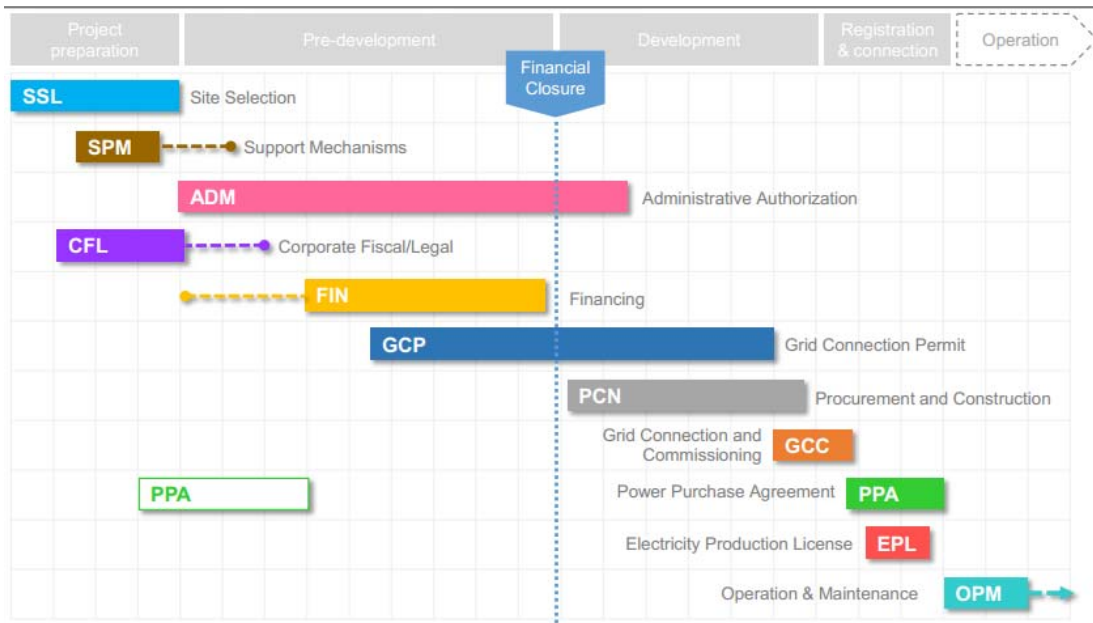 Project
preparation
Pre-development
Development
Registration
& connection
Operation
Financial
Closure
SSL Site Selection
SPM Support Mechanisms
ADM Administrative Authorization
CFL Corporate Fiscal/Legal
FIN Financing
GCP Grid Connection Permit
PCN Procurement and Construction
Grid Connection and
Commissioning
GCC
PPA Power Purchase Agreement PPA
Electricity Production License EPL
Operation & Maintenance OPM